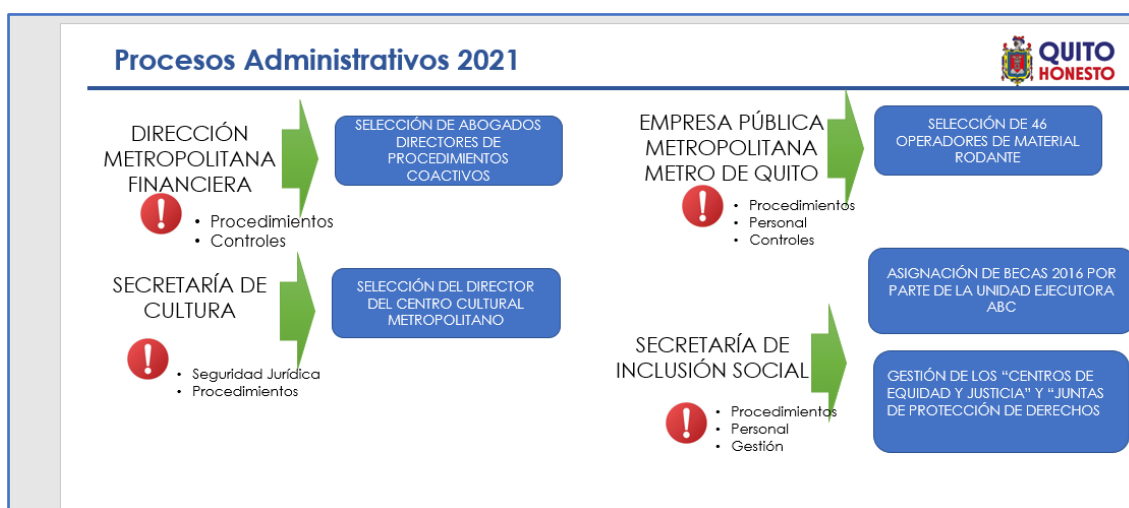 Procesos Administrativos 2021
QUITO
HONESTO
DIRECCIÓN
METROPOLITANA
FINANCIERA
SELECCIÓN DE ABOGADOS
DIRECTORES DE
PROCEDIMIENTOS
COACTIVOS
• Procedimientos
• Controles
SECRETARÍA DE
CULTURA
SELECCIÓN DEL DIRECTOR
DEL CENTRO CULTURAL
METROPOLITANO
• Seguridad Jurídica
• Procedimientos
EMPRESA PÚBLICA
METROPOLITANA
METRO DE QUITO
SELECCIÓN DE 46
OPERADORES DE MATERIAL
RODANTE
• Procedimientos
• Personal
• Controles
SECRETARÍA DE
INCLUSIÓN SOCIAL
ASIGNACIÓN DE BECAS 2016 POR
PARTE DE LA UNIDAD EJECUTORA
ABC
GESTIÓN DE LOS “CENTROS DE
EQUIDAD Y JUSTICIA” Y “JUNTAS
DE PROTECCIÓN DE DERECHOS
• Procedimientos
• Personal
• Gestión